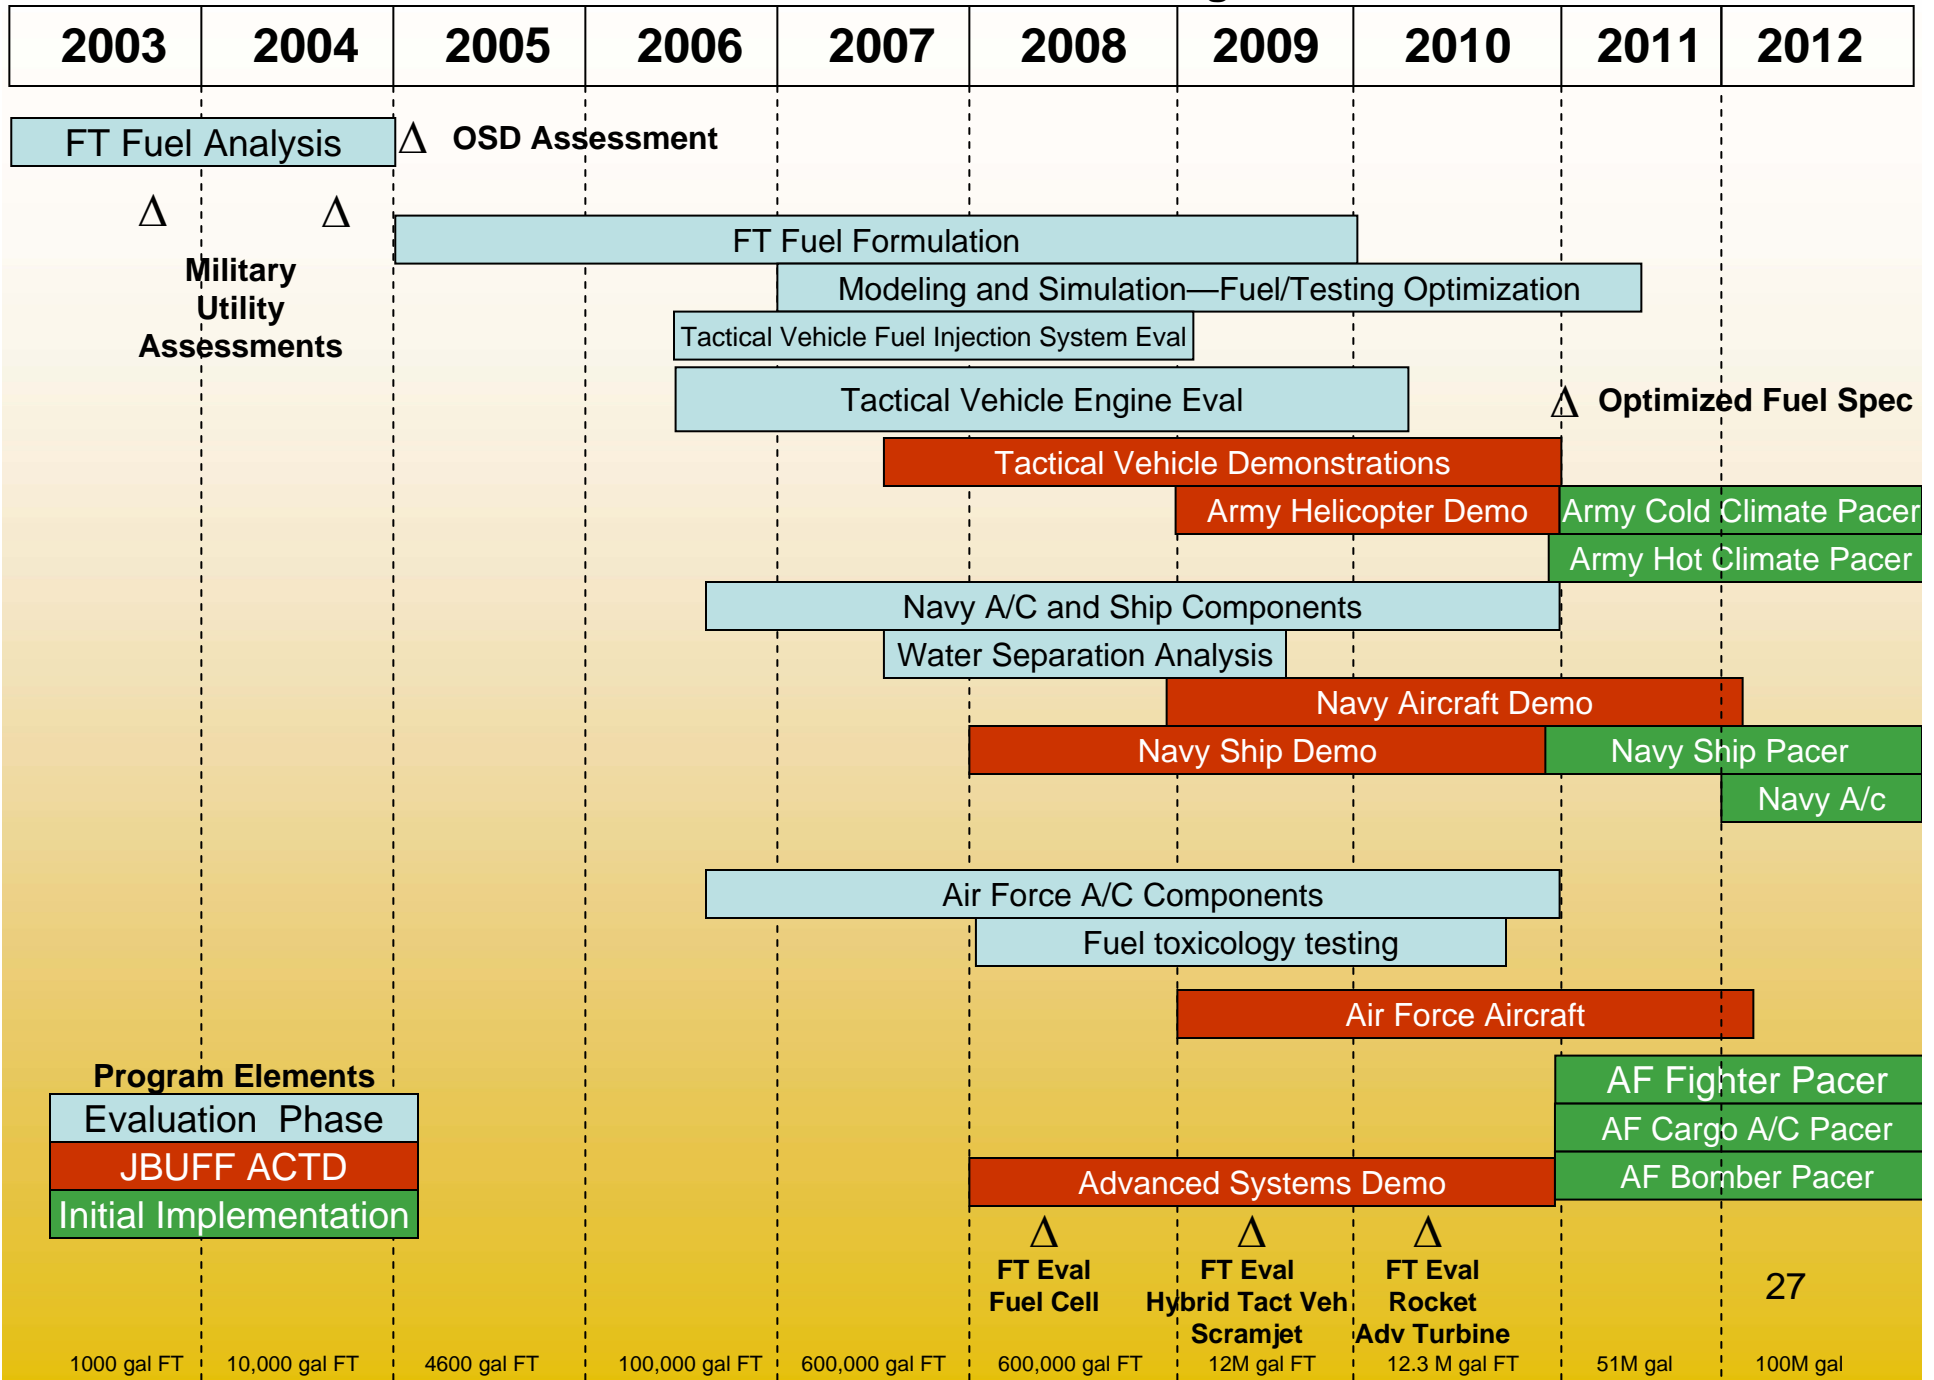 2003 2004 2005 2006 2007 2008 2009 2010 2011 2012
FT Fuel Analysis Δ OSD Assessment
Δ Δ
Military
Utility
Assessments
FT Fuel Formulation
Modeling and Simulation—Fuel/Testing Optimization
Tactical Vehicle Fuel Injection System Eval
Tactical Vehicle Engine Eval
Δ Optimized Fuel Spec
Tactical Vehicle Demonstrations
Army Helicopter Demo Army Cold Climate Pacer
Army Hot Climate Pacer
Navy A/C and Ship Components
Water Separation Analysis
Navy Aircraft Demo
Navy Ship Demo Navy Ship Pacer
Navy A/c
Air Force A/C Components
Fuel toxicology testing
Air Force Aircraft
Program Elements
Evaluation Phase
JBUFF ACTD
Initial Implementation
AF Fighter Pacer
AF Cargo A/C Pacer
Advanced Systems Demo AF Bomber Pacer
Δ Δ Δ
FT Eval
Fuel Cell
FT Eval
Hybrid Tact Veh
Scramjet
FT Eval
Rocket
Adv Turbine
27
1000 gal FT 10,000 gal FT 4600 gal FT 100,000 gal FT 600,000 gal FT 600,000 gal FT 12M gal FT 12.3 M gal FT 51M gal 100M gal